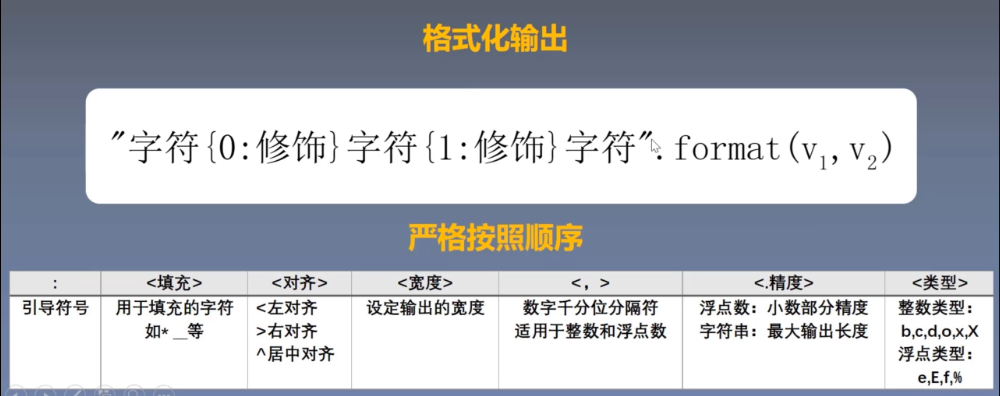 格式化输出
"字符{0:修饰}字符{1:修饰}字符".format(v₁,v₂)
严格按照顺序
: <填充> <对齐> <宽度> <，> <.精度> <类型>
引导符号 用于填充的字符 <左对齐 设定输出的宽度 数字千分位分隔符 浮点数：小数部分精度 整数类型：
如*＿等 >右对齐 适用于整数和浮点数 字符串：最大输出长度 b,c,d,o,x,X
^居中对齐 浮点类型：
e,E,f,%